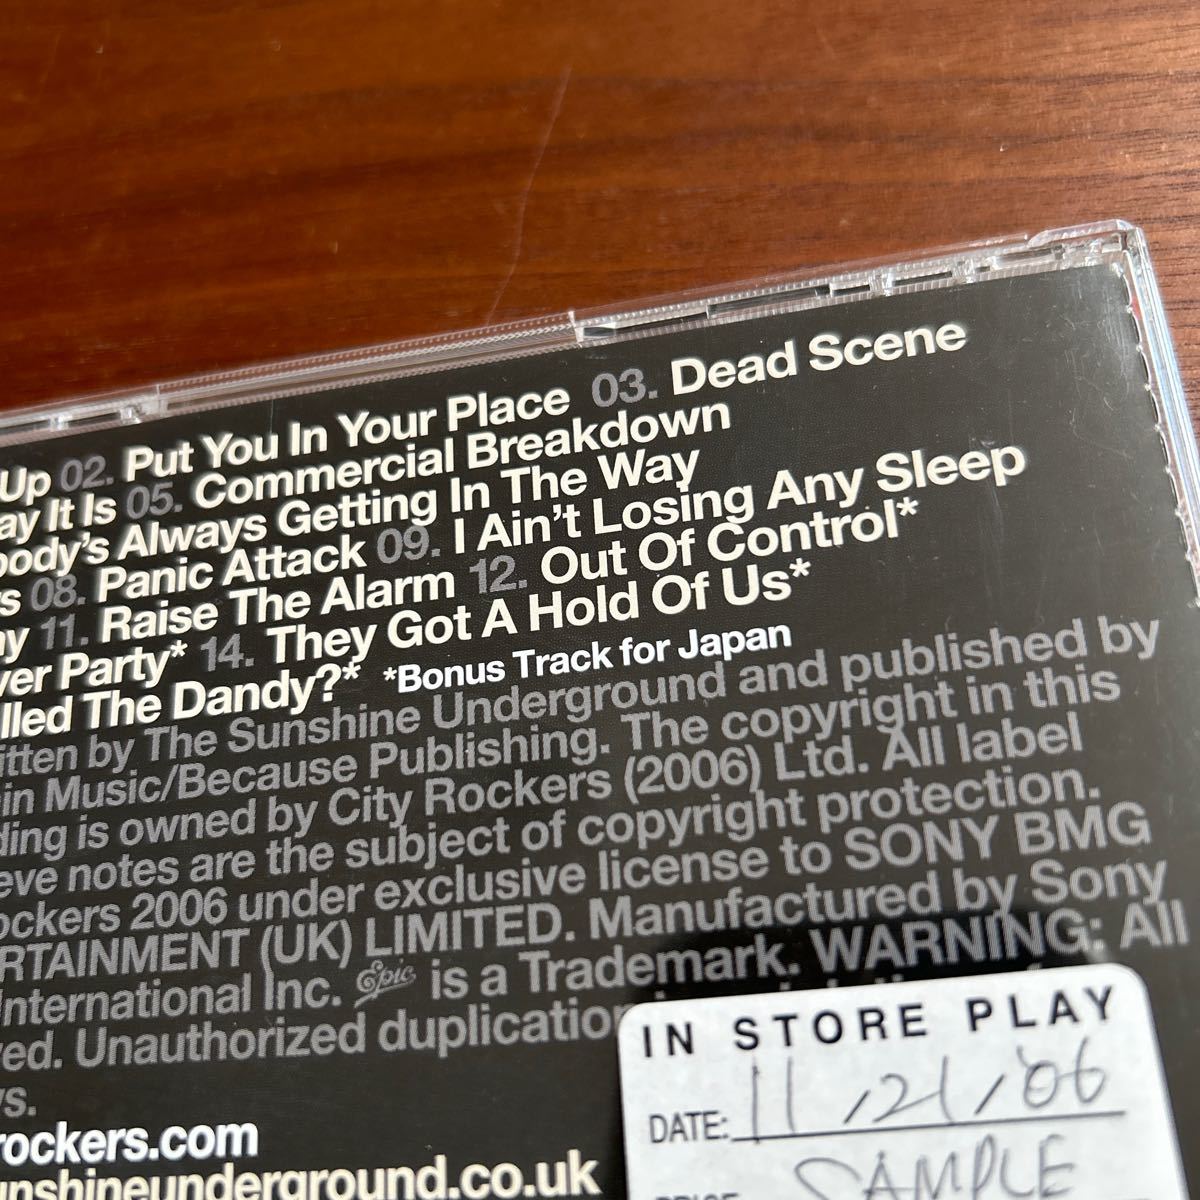 Up 02. Put You In Your Place 03. Dead Scene
ay It Is 05. Commercial Breakdown
body's Always Getting In The Way
rs 08. Panic Attack 09. I Ain't Losing Any Sleep
ny 11. Raise The Alarm 12. Out Of Control*
ver Party* 14. They Got A Hold Of Us*
illed The Dandy?* *Bonus Track for Japan
itten by The Sunshine Underground and published by
in Music/Because Publishing. The copyright in this
ding is owned by City Rockers (2006) Ltd. All label
eve notes are the subject of copyright protection.
ockers 2006 under exclusive license to SONY BMG
RTAINMENT (UK) LIMITED. Manufactured by Sony
International Inc. Epic is a Trademark. WARNING: All
ved. Unauthorized duplication
ws.
rockers.com
unshineunderground.co.uk
IN STORE PLAY
DATE: 11/21/'06
SAMPLE